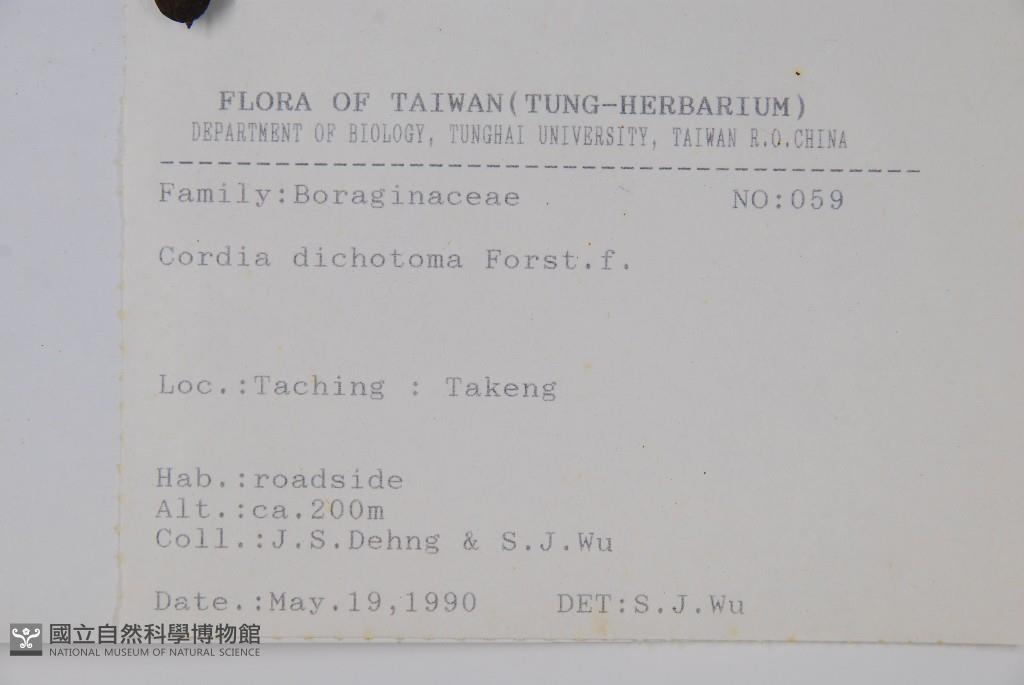 FLORA OF TAIWAN(TUNG-HERBARIUM)
DEPARTMENT OF BIOLOGY, TUNGHAI UNIVERSITY, TAIWAN R.O.CHINA
Family:Boraginaceae NO:059
Cordia dichotoma Forst.f.
Loc.:Taching : Takeng
Hab.:roadside
Alt.:ca.200m
Coll.:J.S.Dehng & S.J.Wu
Date.:May.19,1990 DET:S.J.Wu
國立自然科學博物館
NATIONAL MUSEUM OF NATURAL SCIENCE